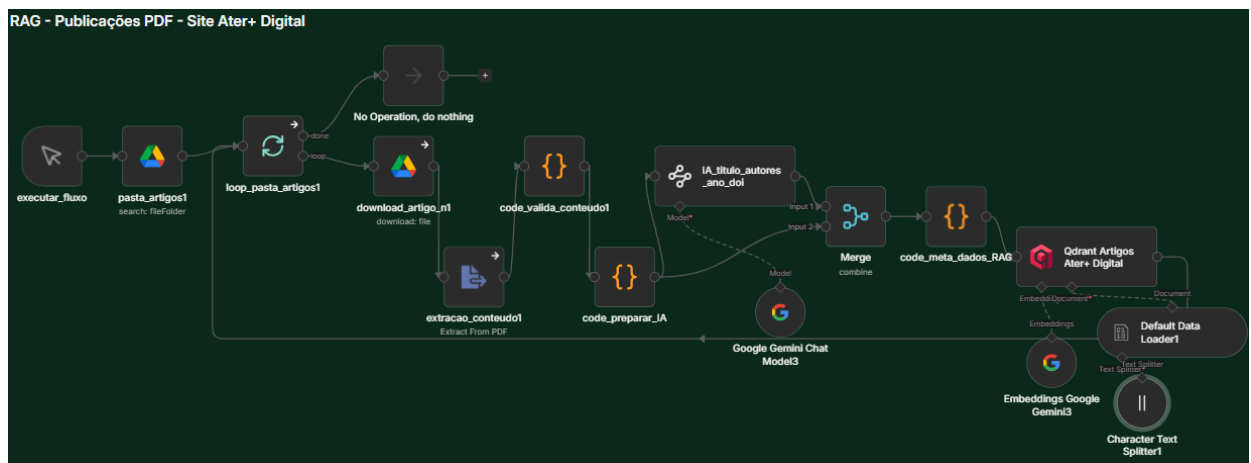 RAG - Publicações PDF - Site Ater+ Digital
No Operation, do nothing
executar_fluxo
pasta_artigos1
search: fileFolder
loop_pasta_artigos1
done
loop
download_artigo_n1
download: file
extracao_conteudo1
Extract From PDF
code_valida_conteudo1
code_preparar_IA
IA_titulo_autores
_ano_doi
Model*
Model
Google Gemini Chat
Model3
Input 1
Input 2
Merge
combine
code_meta_dados_RAG
Qdrant Artigos
Ater+ Digital
Document*
Document
Embeddings
Embeddings Google
Gemini3
Default Data
Loader1
Text Splitter
Text Splitter*
Character Text
Splitter1